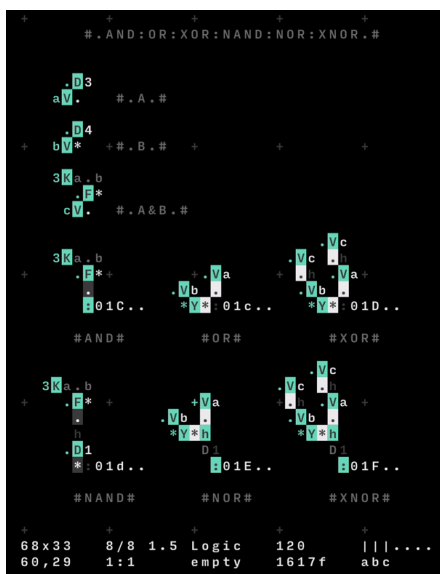 + + + + +
#.AND:OR:XOR:NAND:NOR:XNOR.#
.D3
aV. #.A.#
.D4
+ bV* +#.B.# + +
3Ka.b
.F*
cV. #.A&B.#
.Vc
3Ka.b .Vc .h
+ .F*+ +.Va .h .Va
. .Vb . .Vb .
:01C.. *Y*:01c.. *Y*:01D..
#AND# #OR# #XOR#
.Vc
3Ka.b .Vc .h
+ .F* + +Va .h .Va
. .Vb . .Vb .
h *Y*h *Y*h
.D1 D1 D1
*:01d.. :01E.. :01F..
#NAND# #NOR# #XNOR#
+ + + + +
68x33 8/8 1.5 Logic 120 |||....
60,29 1:1 empty 1617f abc